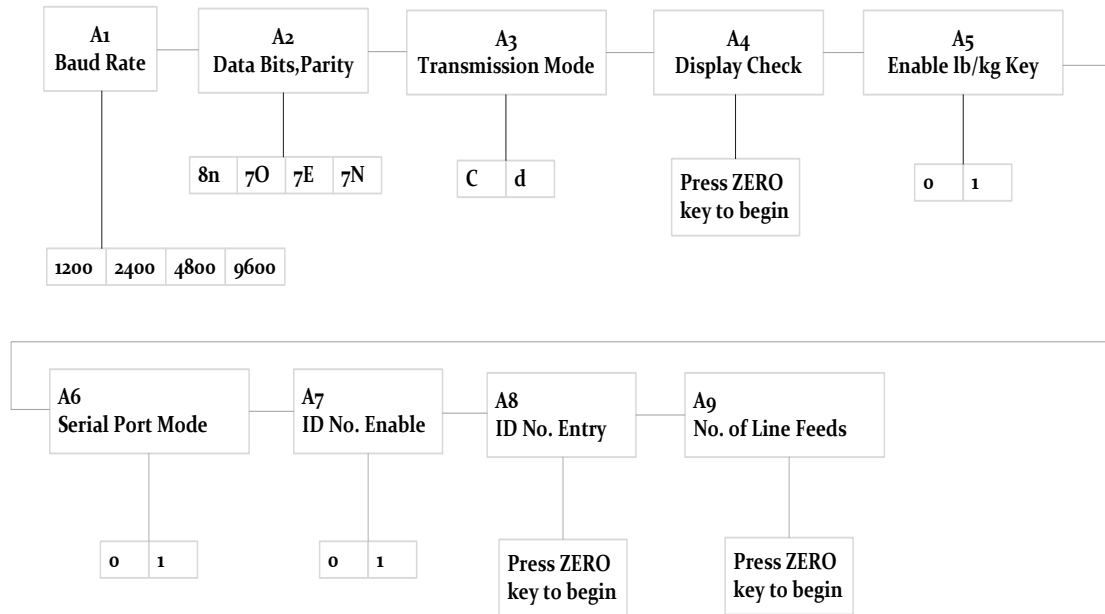 A1
Baud Rate
A2
Data Bits,Parity
A3
Transmission Mode
A4
Display Check
A5
Enable lb/kg Key
8n 7O 7E 7N
C d
Press ZERO
key to begin
0 1
1200 2400 4800 9600
A6
Serial Port Mode
A7
ID No. Enable
A8
ID No. Entry
A9
No. of Line Feeds
0 1
0 1
Press ZERO
key to begin
Press ZERO
key to begin